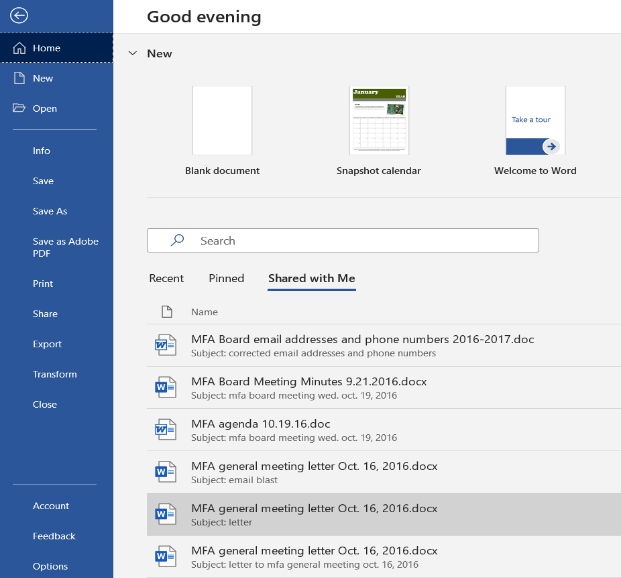 Good evening
Home
New
Open
Info
Save
Save As
Save as Adobe
PDF
Print
Share
Export
Transform
Close
Account
Feedback
Options
New
January
Take a tour
Blank document
Snapshot calendar
Welcome to Word
Search
Recent Pinned Shared with Me
Name
MFA Board email addresses and phone numbers 2016-2017.doc
Subject: corrected email addresses and phone numbers
MFA Board Meeting Minutes 9.21.2016.docx
Subject: mfa board meeting wed. oct. 19, 2016
MFA agenda 10.19.16.doc
Subject: mfa board meeting wed. oct. 19, 2016
MFA general meeting letter Oct. 16, 2016.docx
Subject: email blast
MFA general meeting letter Oct. 16, 2016.docx
Subject: letter
MFA general meeting letter Oct. 16, 2016.docx
Subject: letter to mfa general meeting oct. 16, 2016